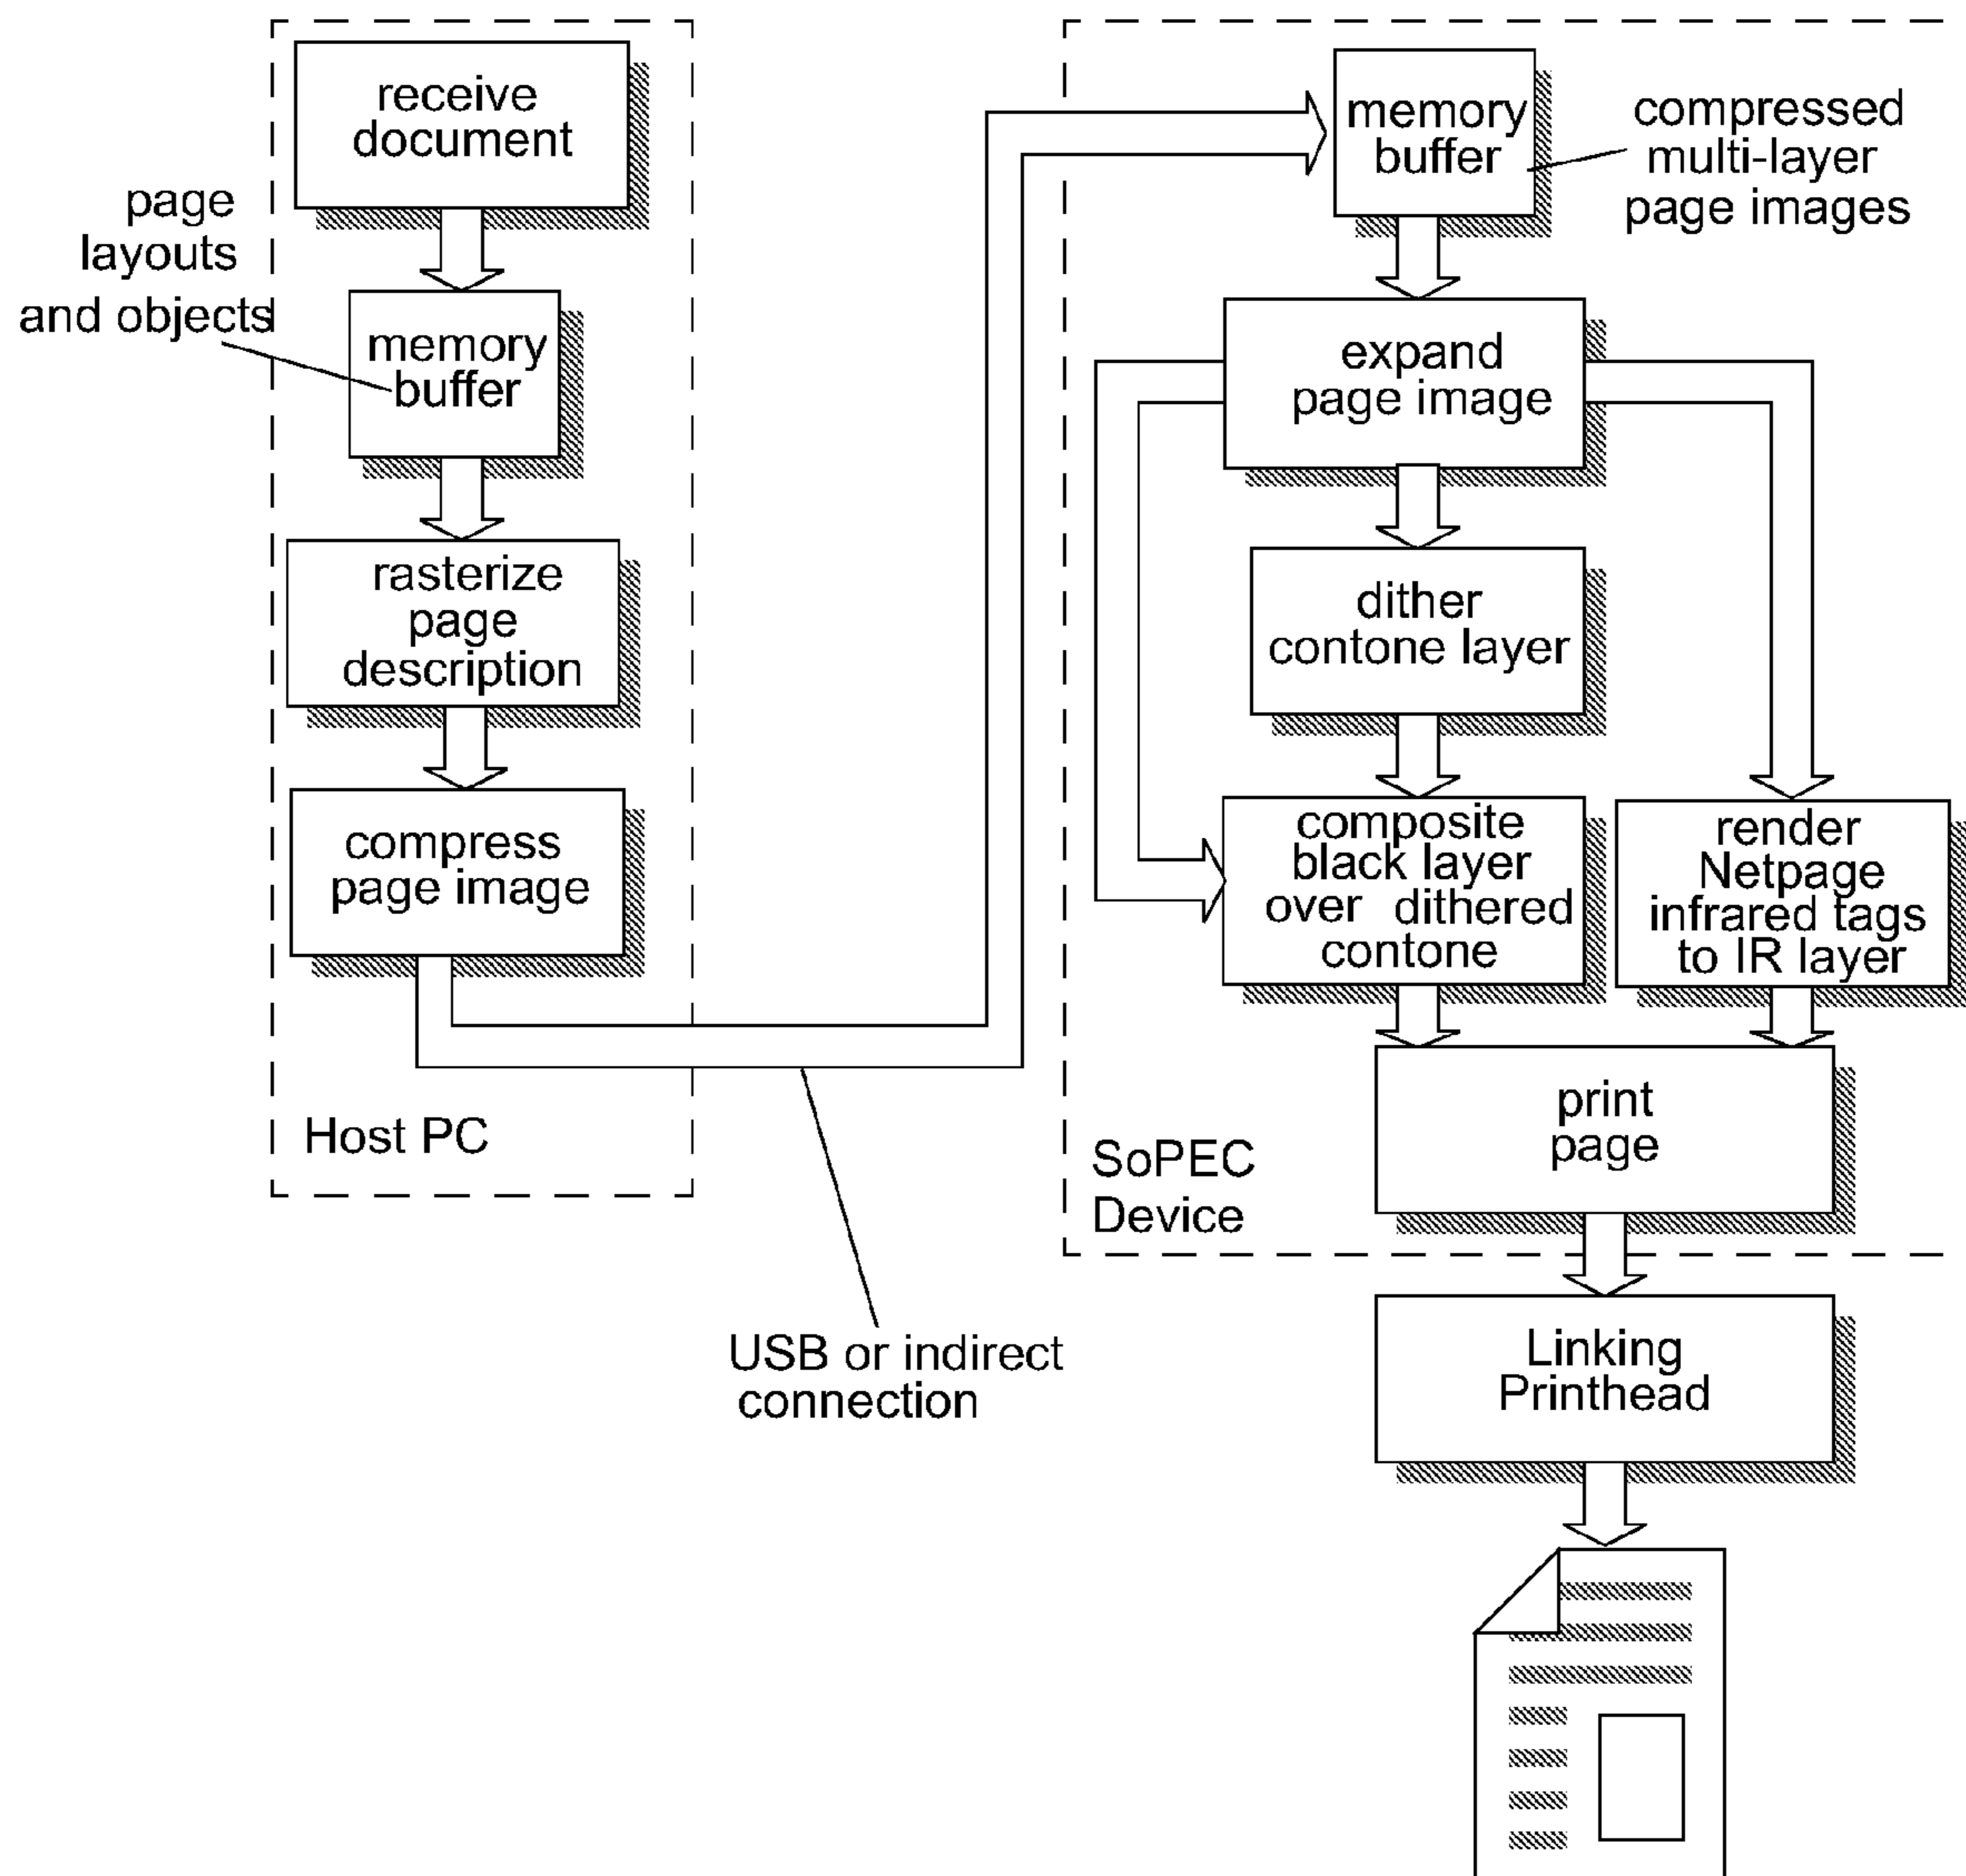 receive
document
page
layouts
and objects
memory
buffer
rasterize
page
description
compress
page image
Host PC
USB or indirect
connection
memory
buffer
compressed
multi-layer
page images
expand
page image
dither
contone layer
composite
black layer
over dithered
contone
render
Netpage
infrared tags
to IR layer
print
page
SoPEC
Device
Linking
Printhead